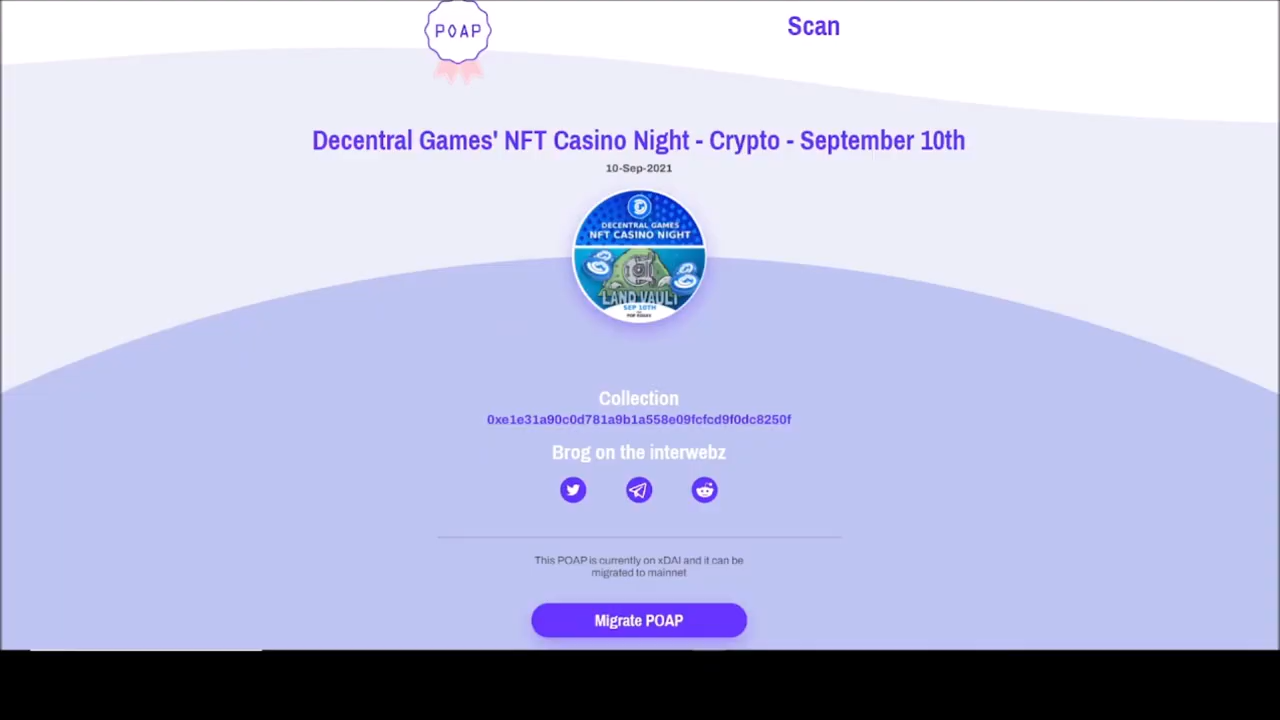 POAP
Scan
Decentral Games' NFT Casino Night - Crypto - September 10th
10-Sep-2021
DECENTRAL GAMES
NFT CASINO NIGHT
LAND VAULT
SEP 10TH
Collection
0xe1e31a90c0d781a9b1a558e09fcfcd9f0dc8250f
Brog on the interwebz
This POAP is currently on xDAI and it can be
migrated to mainnet
Migrate POAP